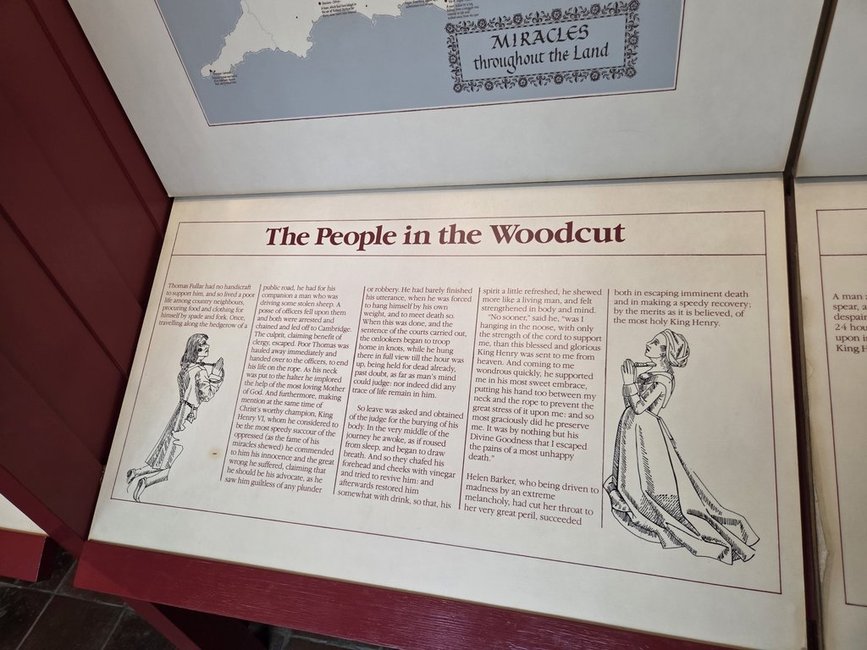 MIRACLES
throughout the Land
The People in the Woodcut
Thomas Fullar had no handicraft
to support him, and so lived a poor
life among country neighbours,
procuring food and clothing for
himself by spade and fork. Once,
travelling along the hedgerow of a
public road, he had for his
companion a man who was
driving some stolen sheep. A
posse of officers fell upon them
and both were arrested and
chained and led off to Cambridge.
The culprit, claiming benefit of
clergy, escaped. Poor Thomas was
hauled away immediately and
handed over to the officers, to end
his life on the rope. As his neck
was put to the halter he implored
the help of the most loving Mother
of God. And furthermore, making
mention at the same time of
Christ's worthy champion, King
Henry VI, whom he considered to
be the most speedy succour of the
oppressed (as the fame of his
miracles shewed) he commended
to him his innocence and the great
wrong he suffered, claiming that
he should be his advocate, as he
saw him guiltless of any plunder
or robbery. He had barely finished
his utterance, when he was forced
to hang himself by his own
weight, and to meet death so.
When this was done, and the
sentence of the courts carried out,
the onlookers began to troop
home in knots, while he hung
there in full view till the hour was
up, being held for dead already,
past doubt, as far as man's mind
could judge: nor indeed did any
trace of life remain in him.
So leave was asked and obtained
of the judge for the burying of his
body. In the very middle of the
journey he awoke, as if roused
from sleep, and began to draw
breath. And so they chafed his
forehead and cheeks with vinegar
and tried to revive him: and
afterwards restored him
somewhat with drink, so that, his
spirit a little refreshed, he shewed
more like a living man, and felt
strengthened in body and mind.
"No sooner," said he, "was I
hanging in the noose, with only
the strength of the cord to support
me, than this blessed and glorious
King Henry was sent to me from
heaven. And coming to me
wondrous quickly, he supported
me in his most sweet embrace,
putting his hand too between my
neck and the rope to prevent the
great stress of it upon me: and so
most graciously did he preserve
me. It was by nothing but his
Divine Goodness that I escaped
the pains of a most unhappy
death."
Helen Barker, who being driven to
madness by an extreme
melancholy, had cut her throat to
her very great peril, succeeded
both in escaping imminent death
and in making a speedy recovery;
by the merits as it is believed, of
the most holy King Henry.
A man
spear, a
despair
24 hou
upon i
King H